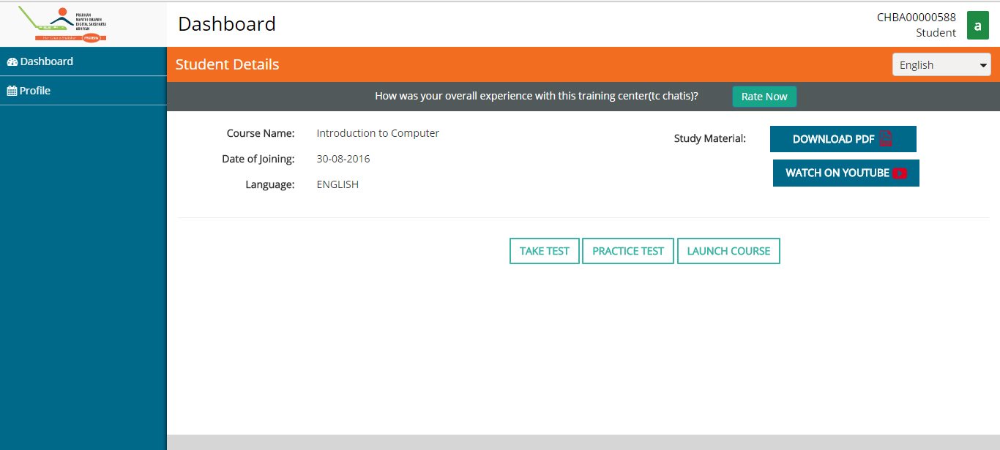 PRADHAN
MANTRI GRAMIN
DIGITAL SAKSHARTA
ABHIYAN
PMGDISHA
Dashboard
CHBA00000588
Student
a
Dashboard
Profile
Student Details
English
How was your overall experience with this training center(tc chatis)?
Rate Now
Course Name: Introduction to Computer
Date of Joining: 30-08-2016
Language: ENGLISH
Study Material:
DOWNLOAD PDF
WATCH ON YOUTUBE
TAKE TEST
PRACTICE TEST
LAUNCH COURSE